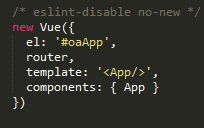 /* eslint-disable no-new */
new Vue({
  el: '#oaApp',
  router,
  template: '<App/>',
  components: { App }
})